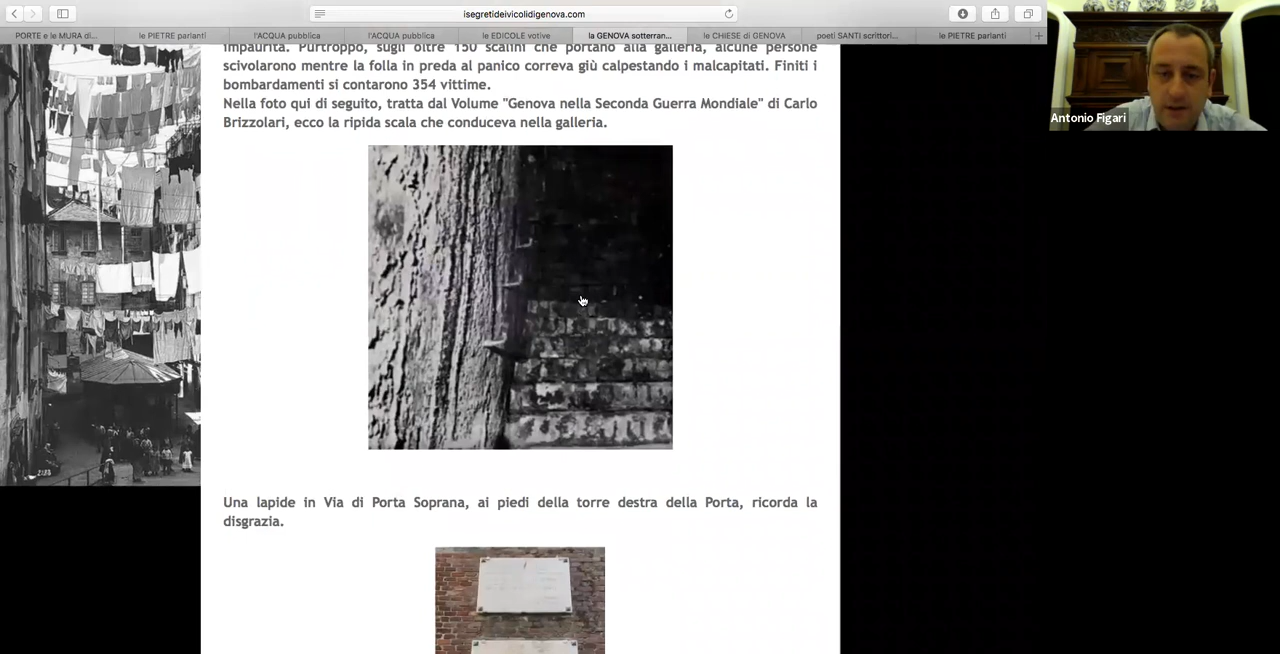 isegretideivicolidigenova.com
PORTE e le MURA di...
le PIETRE parlanti
l'ACQUA pubblica
l'ACQUA pubblica
le EDICOLE votive
la GENOVA sotterran...
le CHIESE di GENOVA
poeti SANTI scrittori...
le PIETRE parlanti
Antonio Figari
impaurita. Purtroppo, sugli oltre 150 scalini che portano alla galleria, alcune persone
scivolarono mentre la folla in preda al panico correva giù calpestando i malcapitati. Finiti i
bombardamenti si contarono 354 vittime.
Nella foto qui di seguito, tratta dal Volume "Genova nella Seconda Guerra Mondiale" di Carlo
Brizzolari, ecco la ripida scala che conduceva nella galleria.
Una lapide in Via di Porta Soprana, ai piedi della torre destra della Porta, ricorda la
disgrazia.